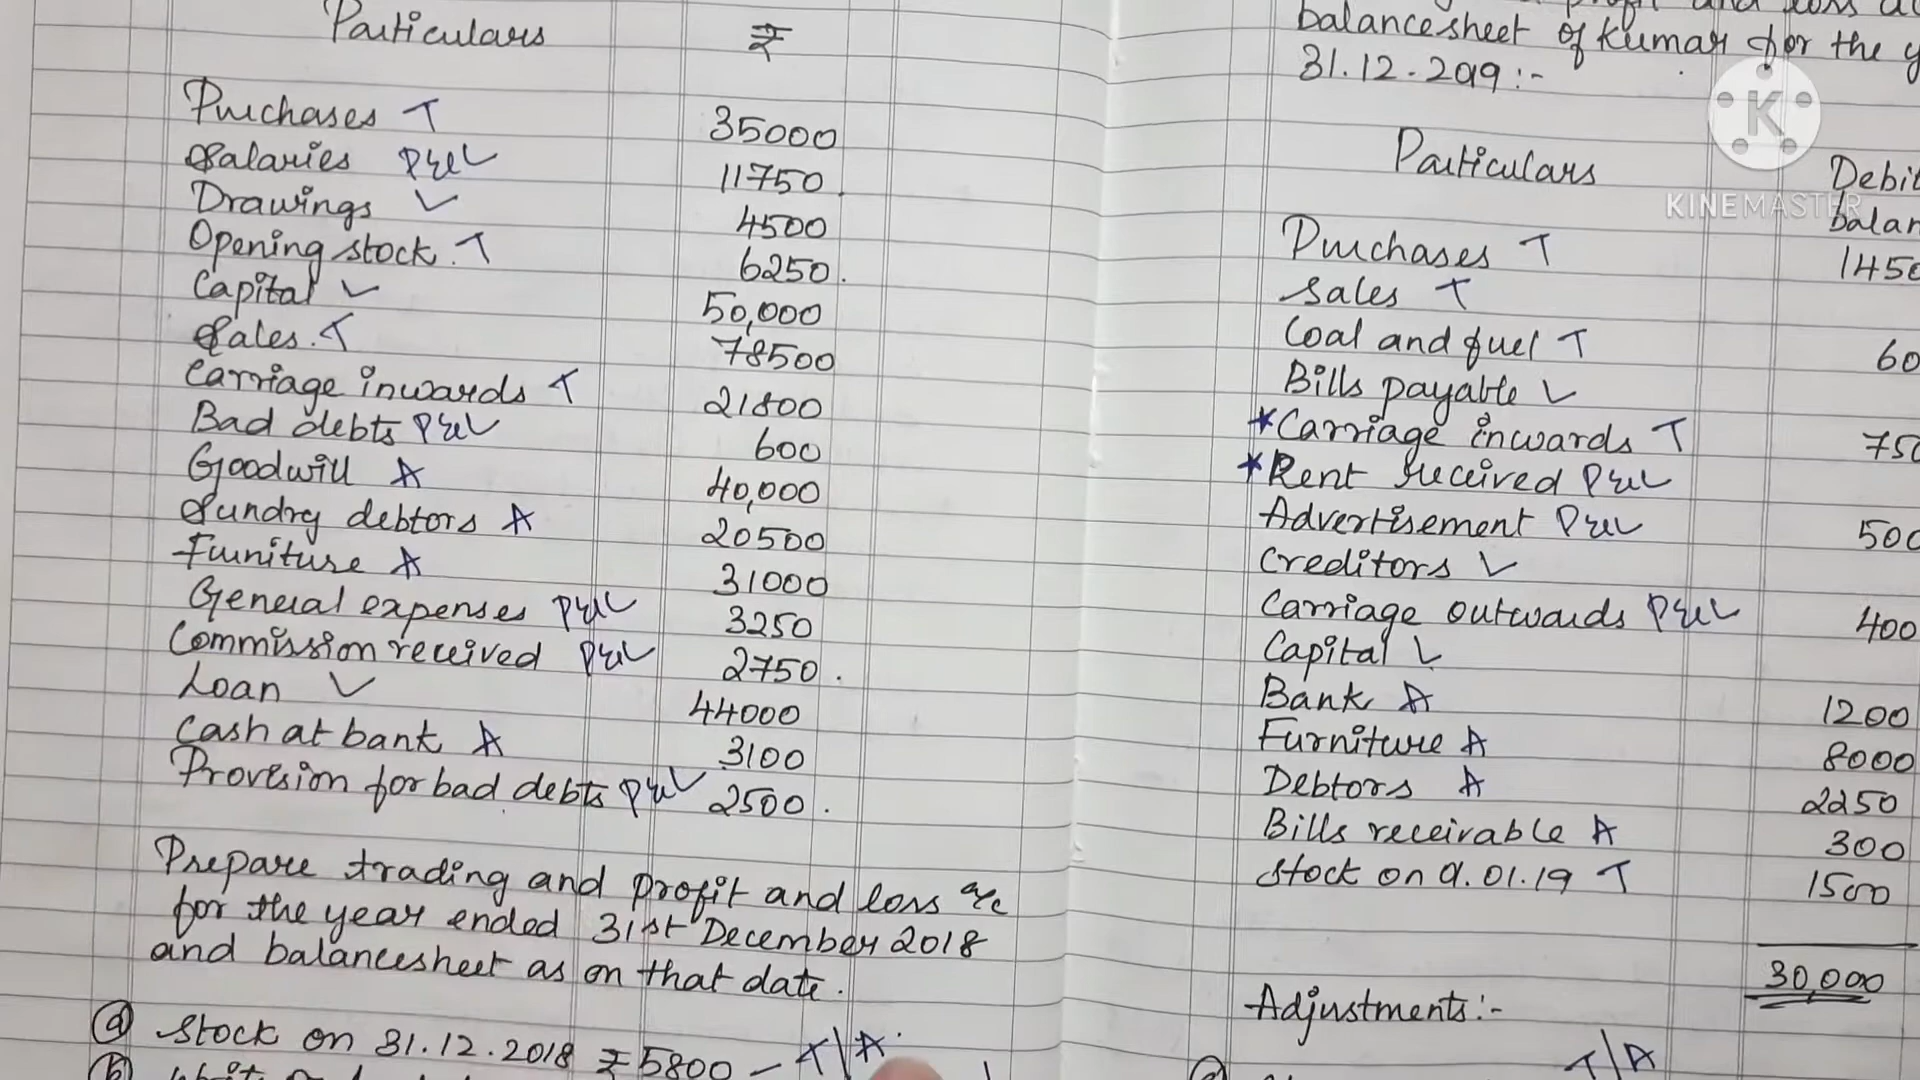 Particulars ₹
Purchases T 35000
Salaries P&L 11750
Drawings L 4500
Opening stock. T 6250.
Capital L 50,000
Sales. T 78500
Carriage inwards T 21800
Bad debts P&L 600
Goodwill A 40,000
Sundry debtors A 20500
Furniture A 31000
General expenses P&L 3250
Commission received P&L 2750.
Loan L 44000
Cash at bank A 3100
Provision for bad debts P&L 2500.
Prepare trading and profit and loss a/c
for the year ended 31st December 2018
and balancesheet as on that date.
ⓐ Stock on 31.12.2018 ₹5800 - T/A.
balancesheet of Kumar for the y
31.12.2019:-
K
KINEMASTER
Particulars Debit
balan
Purchases T 1450
Sales T
Coal and fuel T 60
Bills payable L
*Carriage inwards T 750
*Rent received P&L
Advertisement P&L 500
Creditors L
Carriage outwards P&L 400
Capital L
Bank A 1200
Furniture A 8000
Debtors A 2250
Bills receivable A 300
Stock on 01.01.19 T 1500
30,000
Adjustments:-
T/A